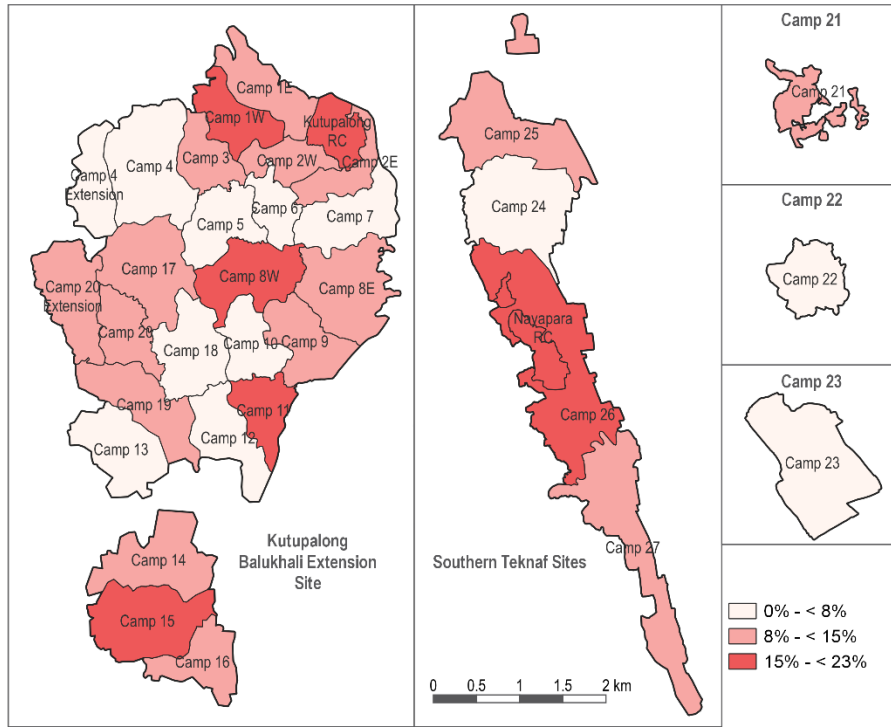 Camp 1E
Camp 1W
Kutupalong
RC
Camp 3
Camp 2W
Camp 2E
Camp 4
Camp 4
Extension
Camp 5
Camp 6
Camp 7
Camp 17
Camp 8W
Camp 8E
Camp 20
Extension
Camp 20
Camp 18
Camp 10
Camp 9
Camp 19
Camp 11
Camp 12
Camp 13
Camp 14
Camp 15
Camp 16
Kutupalong
Balukhali Extension
Site
Camp 25
Camp 24
Nayapara
RC
Camp 26
Camp 27
Southern Teknaf Sites
0 0.5 1 1.5 2 km
Camp 21
Camp 21
Camp 22
Camp 22
Camp 23
Camp 23
0% - < 8%
8% - < 15%
15% - < 23%